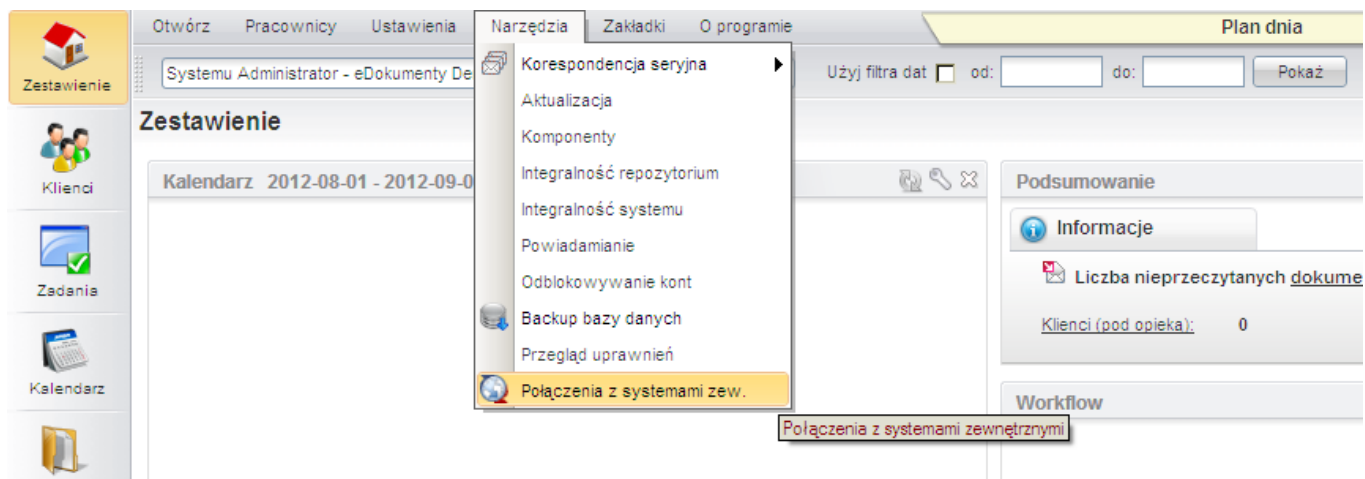 Otwórz Pracownicy Ustawienia Narzędzia Zakładki O programie Plan dnia
Systemu Administrator - eDokumenty De Użyj filtra dat od: do: Pokaż
Zestawienie
Klienci
Zadania
Kalendarz
Zestawienie
Kalendarz 2012-08-01 - 2012-09-0
Korespondencja seryjna
Aktualizacja
Komponenty
Integralność repozytorium
Integralność systemu
Powiadamianie
Odblokowywanie kont
Backup bazy danych
Przegląd uprawnień
Połączenia z systemami zew.
Połączenia z systemami zewnętrznymi
Podsumowanie
Informacje
Liczba nieprzeczytanych dokume
Klienci (pod opieka): 0
Workflow